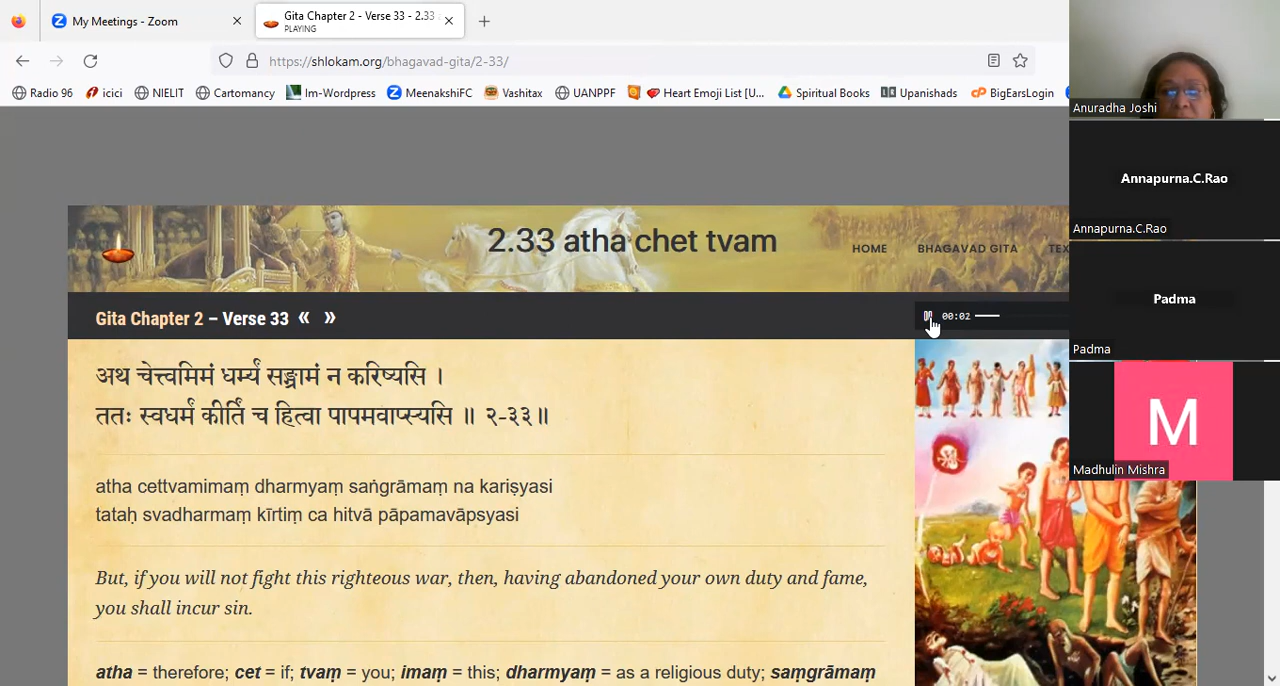 My Meetings - Zoom
Gita Chapter 2 - Verse 33 - 2.33
PLAYING
https://shlokam.org/bhagavad-gita/2-33/
Radio 96
icici
NIELIT
Cartomancy
Im-Wordpress
MeenakshiFC
Vashitax
UANPPF
Heart Emoji List [U...
Spiritual Books
Upanishads
BigEarsLogin
Anuradha Joshi
Annapurna.C.Rao
Annapurna.C.Rao
Padma
Padma
M
Madhulin Mishra
2.33 atha chet tvam
HOME
BHAGAVAD GITA
TEX
Gita Chapter 2 – Verse 33 « »
00:02
अथ चेत्त्वमिमं धर्म्यं सङ्ग्रामं न करिष्यसि ।
ततः स्वधर्मं कीर्तिं च हित्वा पापमवाप्स्यसि ॥ २-३३॥
atha cettvamimaṃ dharmyaṃ saṅgrāmaṃ na kariṣyasi
tataḥ svadharmaṃ kīrtiṃ ca hitvā pāpamavāpsyasi
But, if you will not fight this righteous war, then, having abandoned your own duty and fame,
you shall incur sin.
atha = therefore; cet = if; tvaṃ = you; imaṃ = this; dharmyaṃ = as a religious duty; saṃgrāmaṃ